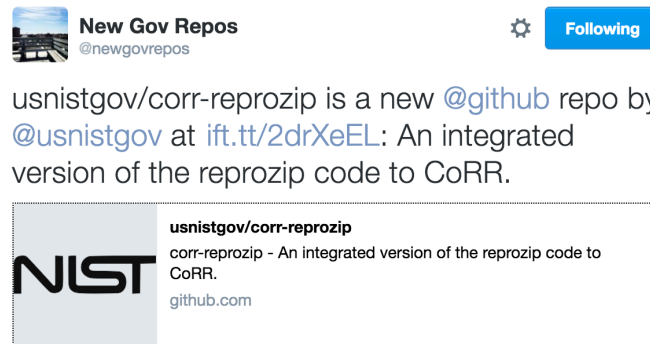 New Gov Repos
@newgovrepos
Following
usnistgov/corr-reprozip is a new @github repo by
@usnistgov at ift.tt/2drXeEL: An integrated
version of the reprozip code to CoRR.
NIST
usnistgov/corr-reprozip
corr-reprozip - An integrated version of the reprozip code to
CoRR.
github.com